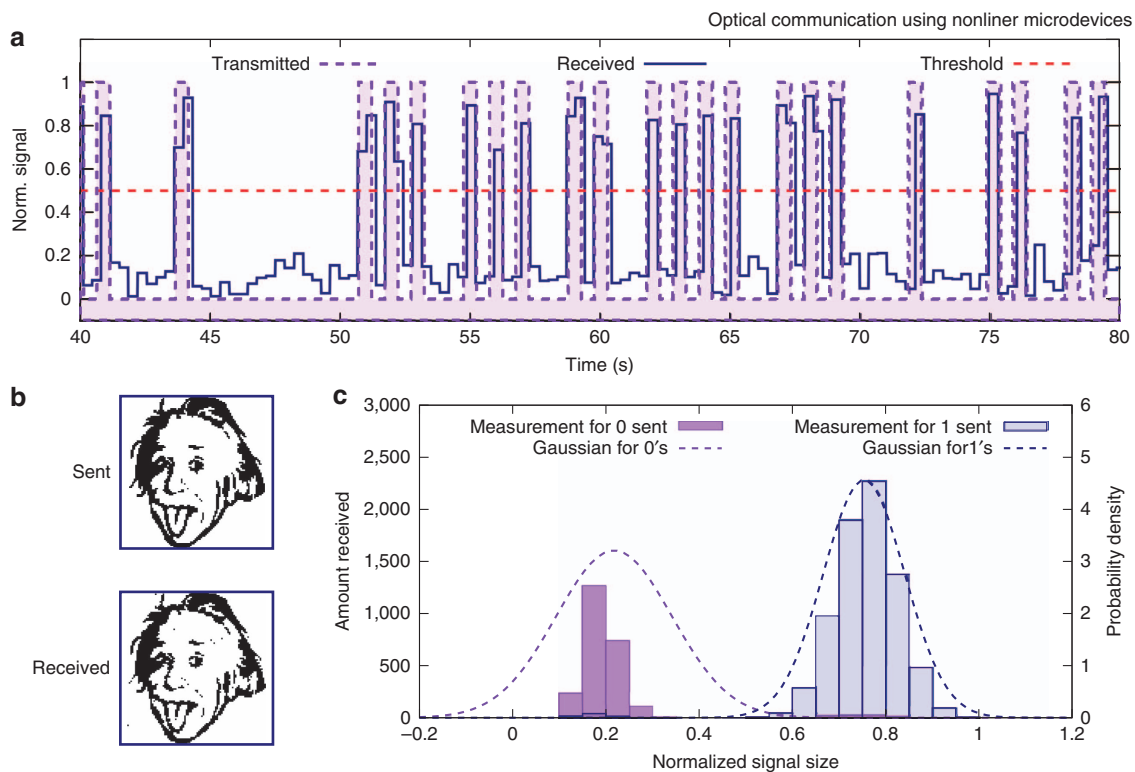 Optical communication using nonliner microdevices
a
Transmitted
Received
Threshold
Norm. signal
1
0.8
0.6
0.4
0.2
0
40
45
50
55
60
65
70
75
80
Time (s)
b
Sent
Received
c
Measurement for 0 sent
Gaussian for 0's
Measurement for 1 sent
Gaussian for1's
Amount received
3,000
2,500
2,000
1,500
1,000
500
0
Probability density
6
5
4
3
2
1
0
−0.2
0
0.2
0.4
0.6
0.8
1
1.2
Normalized signal size